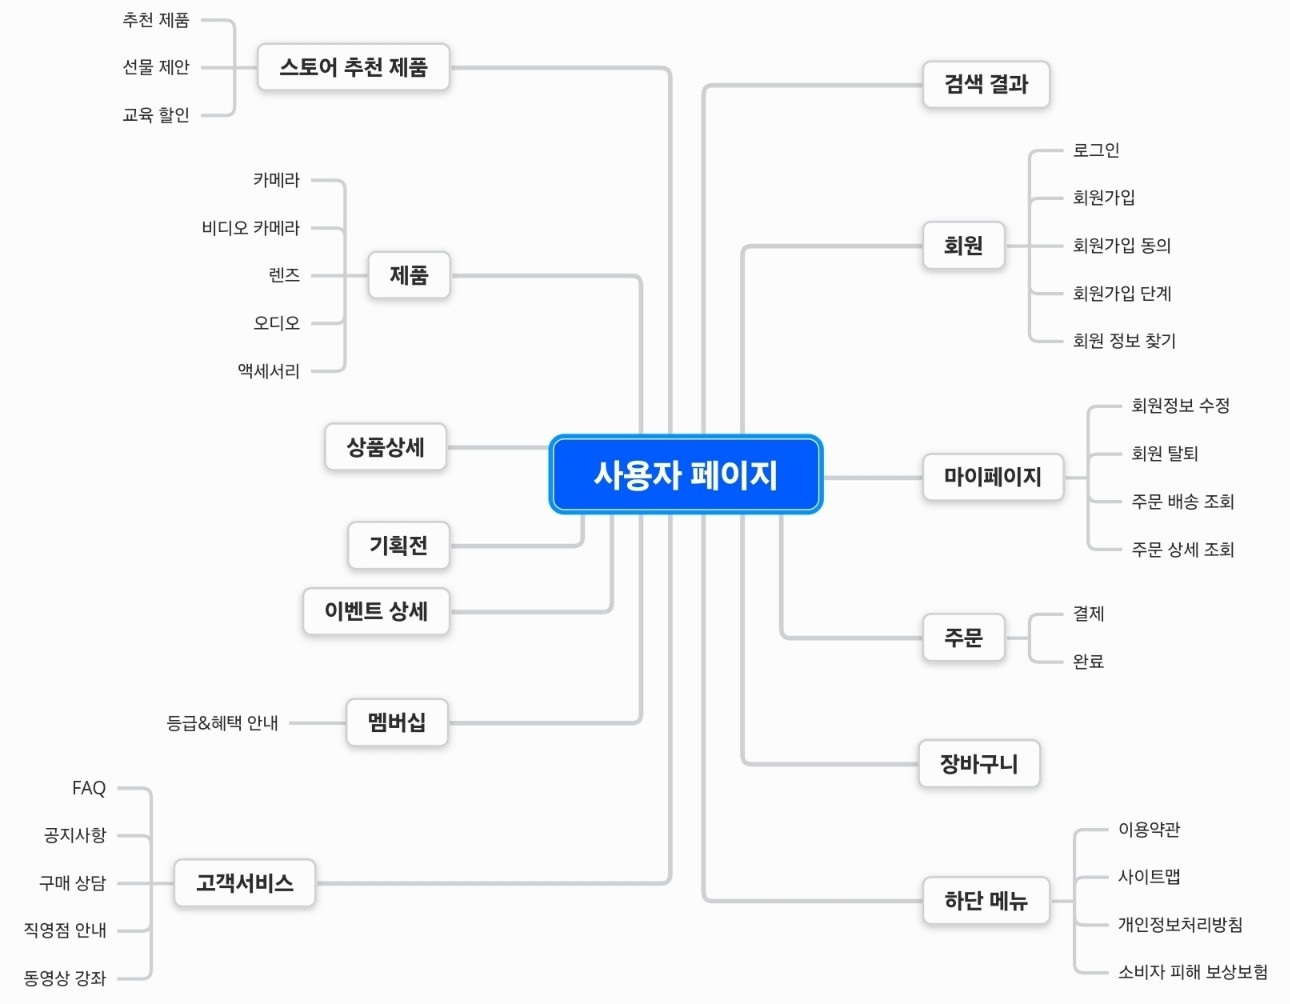 사용자 페이지
스토어 추천 제품
추천 제품
선물 제안
교육 할인
제품
카메라
비디오 카메라
렌즈
오디오
액세서리
상품상세
기획전
이벤트 상세
멤버십
등급&혜택 안내
고객서비스
FAQ
공지사항
구매 상담
직영점 안내
동영상 강좌
검색 결과
회원
로그인
회원가입
회원가입 동의
회원가입 단계
회원 정보 찾기
마이페이지
회원정보 수정
회원 탈퇴
주문 배송 조회
주문 상세 조회
주문
결제
완료
장바구니
하단 메뉴
이용약관
사이트맵
개인정보처리방침
소비자 피해 보상보험